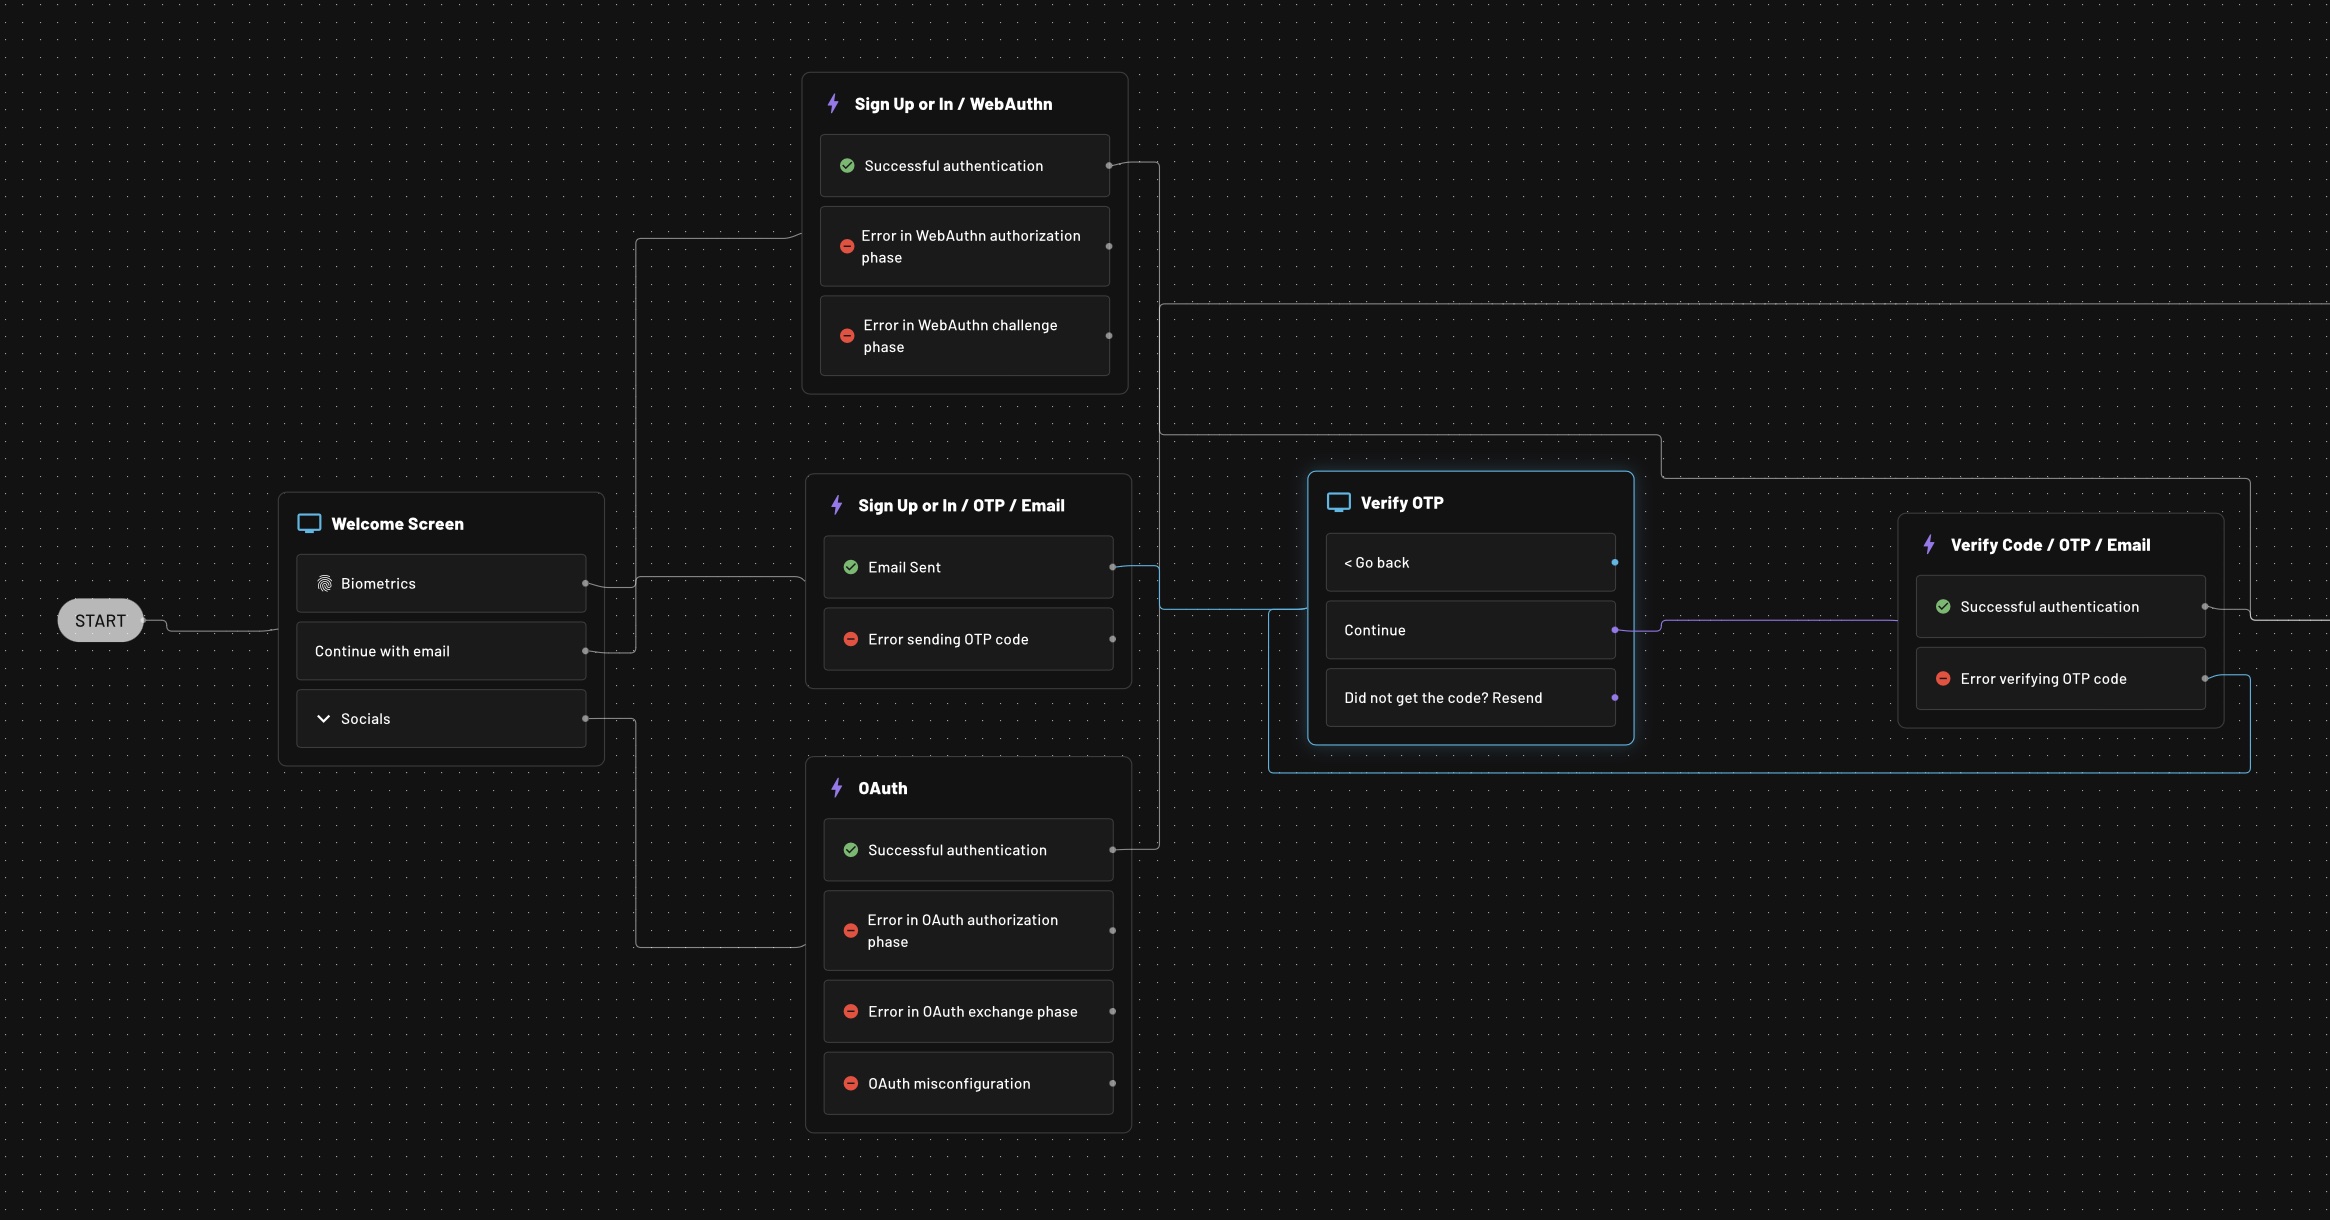 START
Welcome Screen
Biometrics
Continue with email
Socials
Sign Up or In / WebAuthn
Successful authentication
Error in WebAuthn authorization
phase
Error in WebAuthn challenge
phase
Sign Up or In / OTP / Email
Email Sent
Error sending OTP code
OAuth
Successful authentication
Error in OAuth authorization
phase
Error in OAuth exchange phase
OAuth misconfiguration
Verify OTP
< Go back
Continue
Did not get the code? Resend
Verify Code / OTP / Email
Successful authentication
Error verifying OTP code